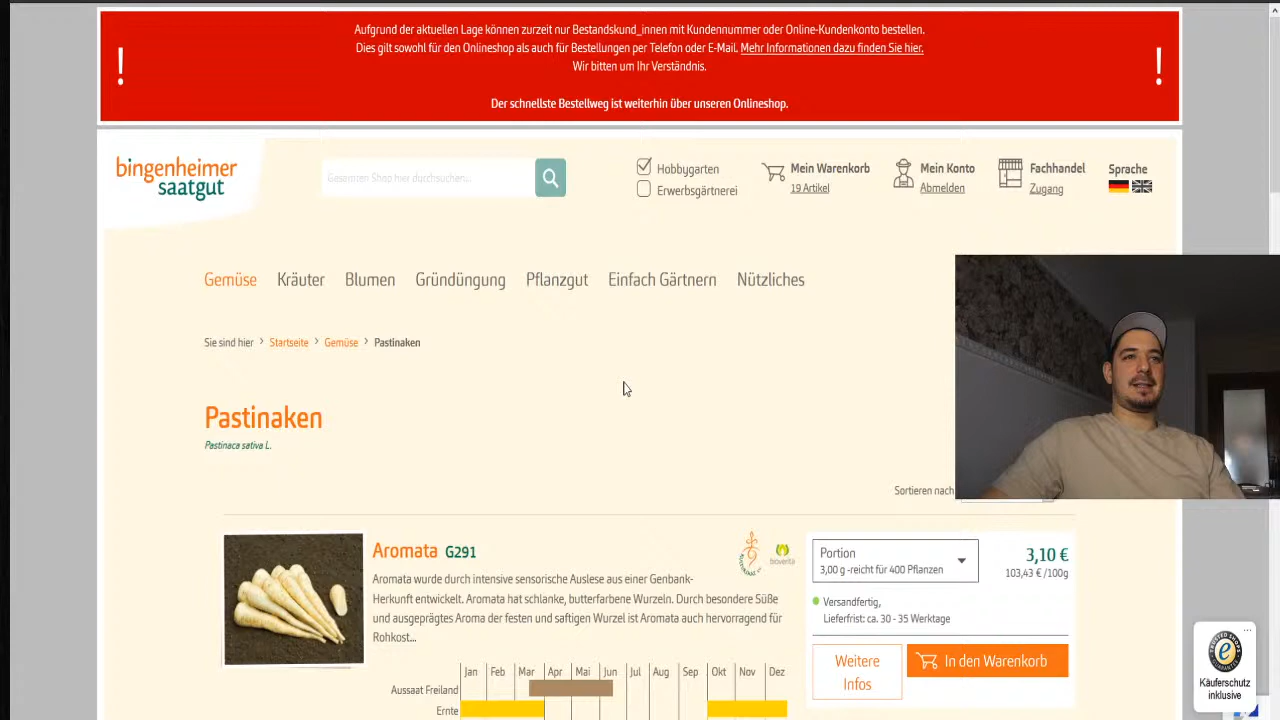 Aufgrund der aktuellen Lage können zurzeit nur Bestandskund_innen mit Kundennummer oder Online-Kundenkonto bestellen.
Dies gilt sowohl für den Onlineshop als auch für Bestellungen per Telefon oder E-Mail. Mehr Informationen dazu finden Sie hier.
Wir bitten um Ihr Verständnis.
!
!
Der schnellste Bestellweg ist weiterhin über unseren Onlineshop.
bingenheimer
saatgut
Gesamten Shop hier durchsuchen...
Hobbygarten
Erwerbsgärtnerei
Mein Warenkorb
19 Artikel
Mein Konto
Abmelden
Fachhandel
Zugang
Sprache
Gemüse Kräuter Blumen Gründüngung Pflanzgut Einfach Gärtnern Nützliches
Sie sind hier > Startseite > Gemüse > Pastinaken
Pastinaken
Pastinaca sativa L.
Sortieren nach
Aromata G291
Aromata wurde durch intensive sensorische Auslese aus einer Genbank-
Herkunft entwickelt. Aromata hat schlanke, butterfarbene Wurzeln. Durch besondere Süße
und ausgeprägtes Aroma der festen und saftigen Wurzel ist Aromata auch hervorragend für
Rohkost...
bioverita
Portion
3,00 g -reicht für 400 Pflanzen
3,10 €
103,43 € /100g
Versandfertig,
Lieferfrist: ca. 30 - 35 Werktage
Weitere
Infos
In den Warenkorb
Jan Feb Mar Apr Mai Jun Jul Aug Sep Okt Nov Dez
Aussaat Freiland
Ernte
Käuferschutz
inklusive